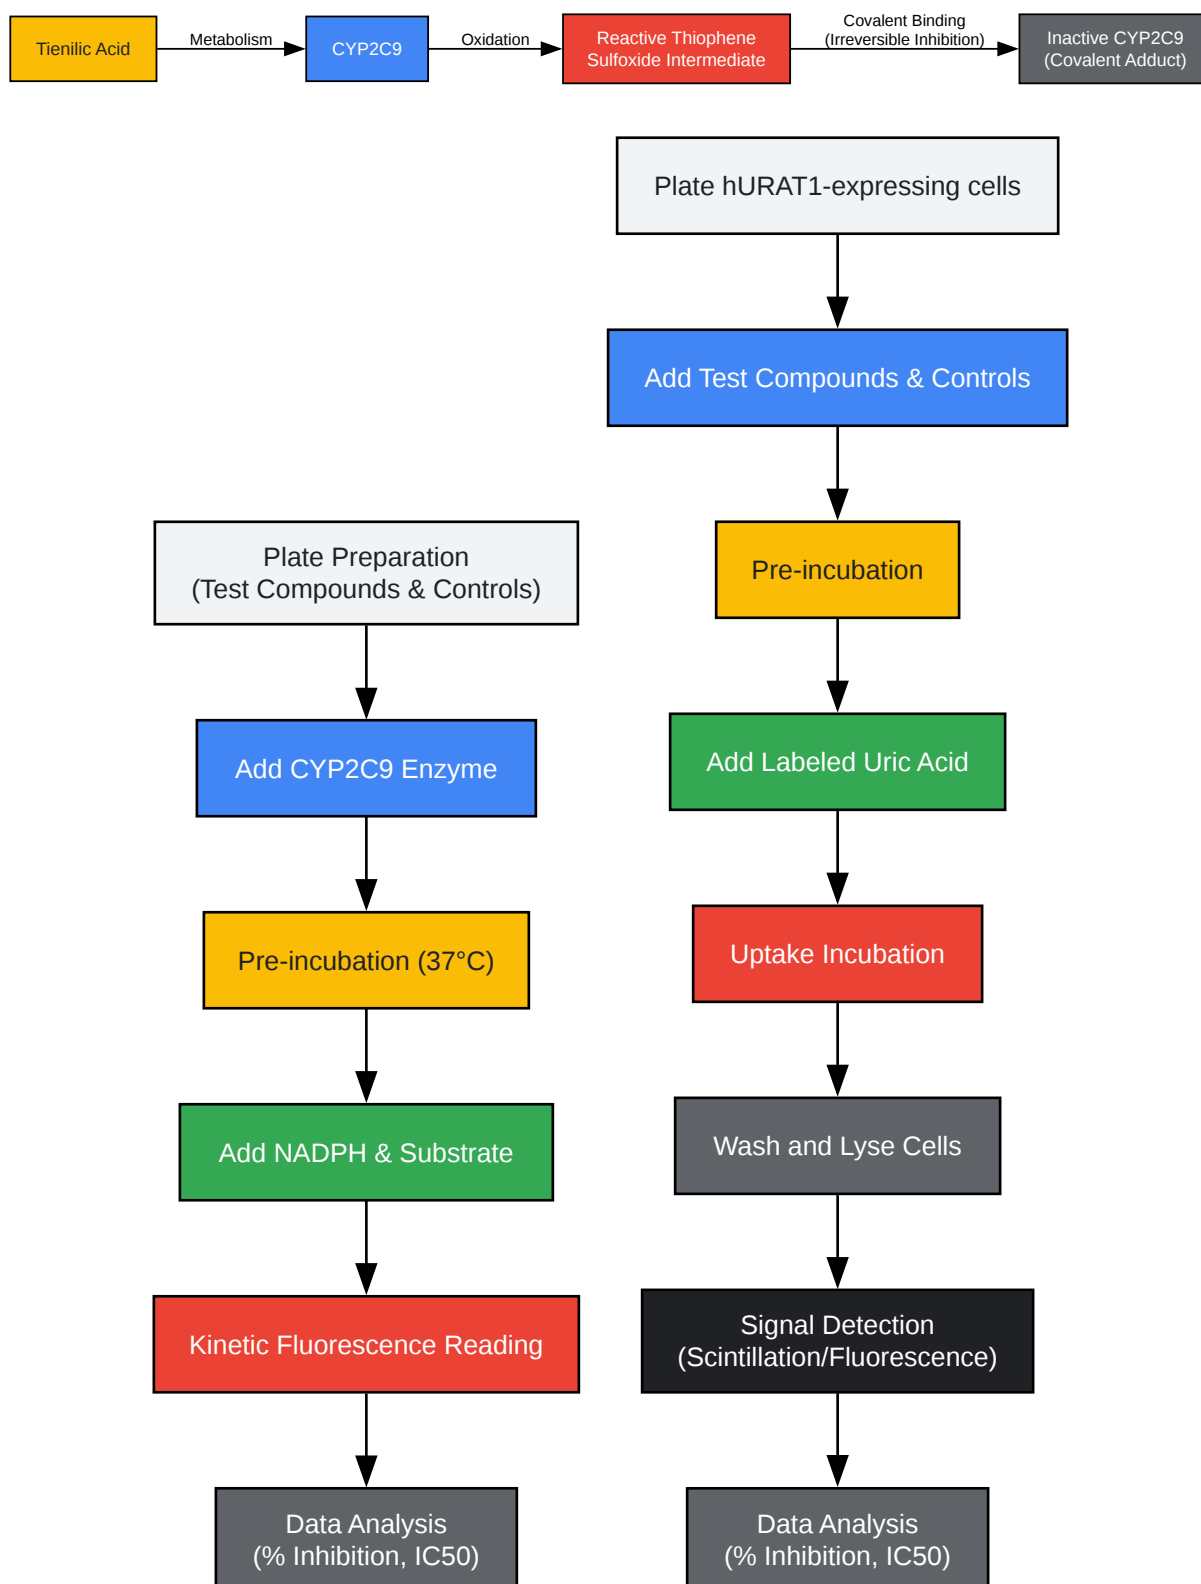 Tienilic Acid
Metabolism
CYP2C9
Oxidation
Reactive Thiophene
Sulfoxide Intermediate
Covalent Binding
(Irreversible Inhibition)
Inactive CYP2C9
(Covalent Adduct)
Plate Preparation
(Test Compounds & Controls)
Add CYP2C9 Enzyme
Pre-incubation (37°C)
Add NADPH & Substrate
Kinetic Fluorescence Reading
Data Analysis
(% Inhibition, IC50)
Plate hURAT1-expressing cells
Add Test Compounds & Controls
Pre-incubation
Add Labeled Uric Acid
Uptake Incubation
Wash and Lyse Cells
Signal Detection
(Scintillation/Fluorescence)
Data Analysis
(% Inhibition, IC50)